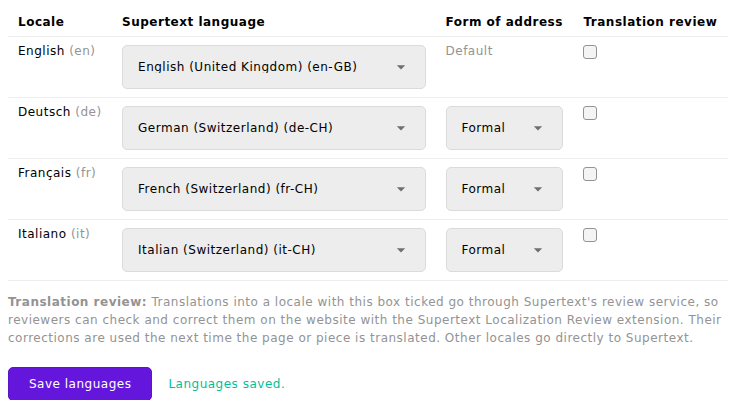 Locale Supertext language Form of address Translation review
English (en) English (United Kingdom) (en-GB) Default
Deutsch (de) German (Switzerland) (de-CH) Formal
Français (fr) French (Switzerland) (fr-CH) Formal
Italiano (it) Italian (Switzerland) (it-CH) Formal
Translation review: Translations into a locale with this box ticked go through Supertext's review service, so
reviewers can check and correct them on the website with the Supertext Localization Review extension. Their
corrections are used the next time the page or piece is translated. Other locales go directly to Supertext.
Save languages Languages saved.